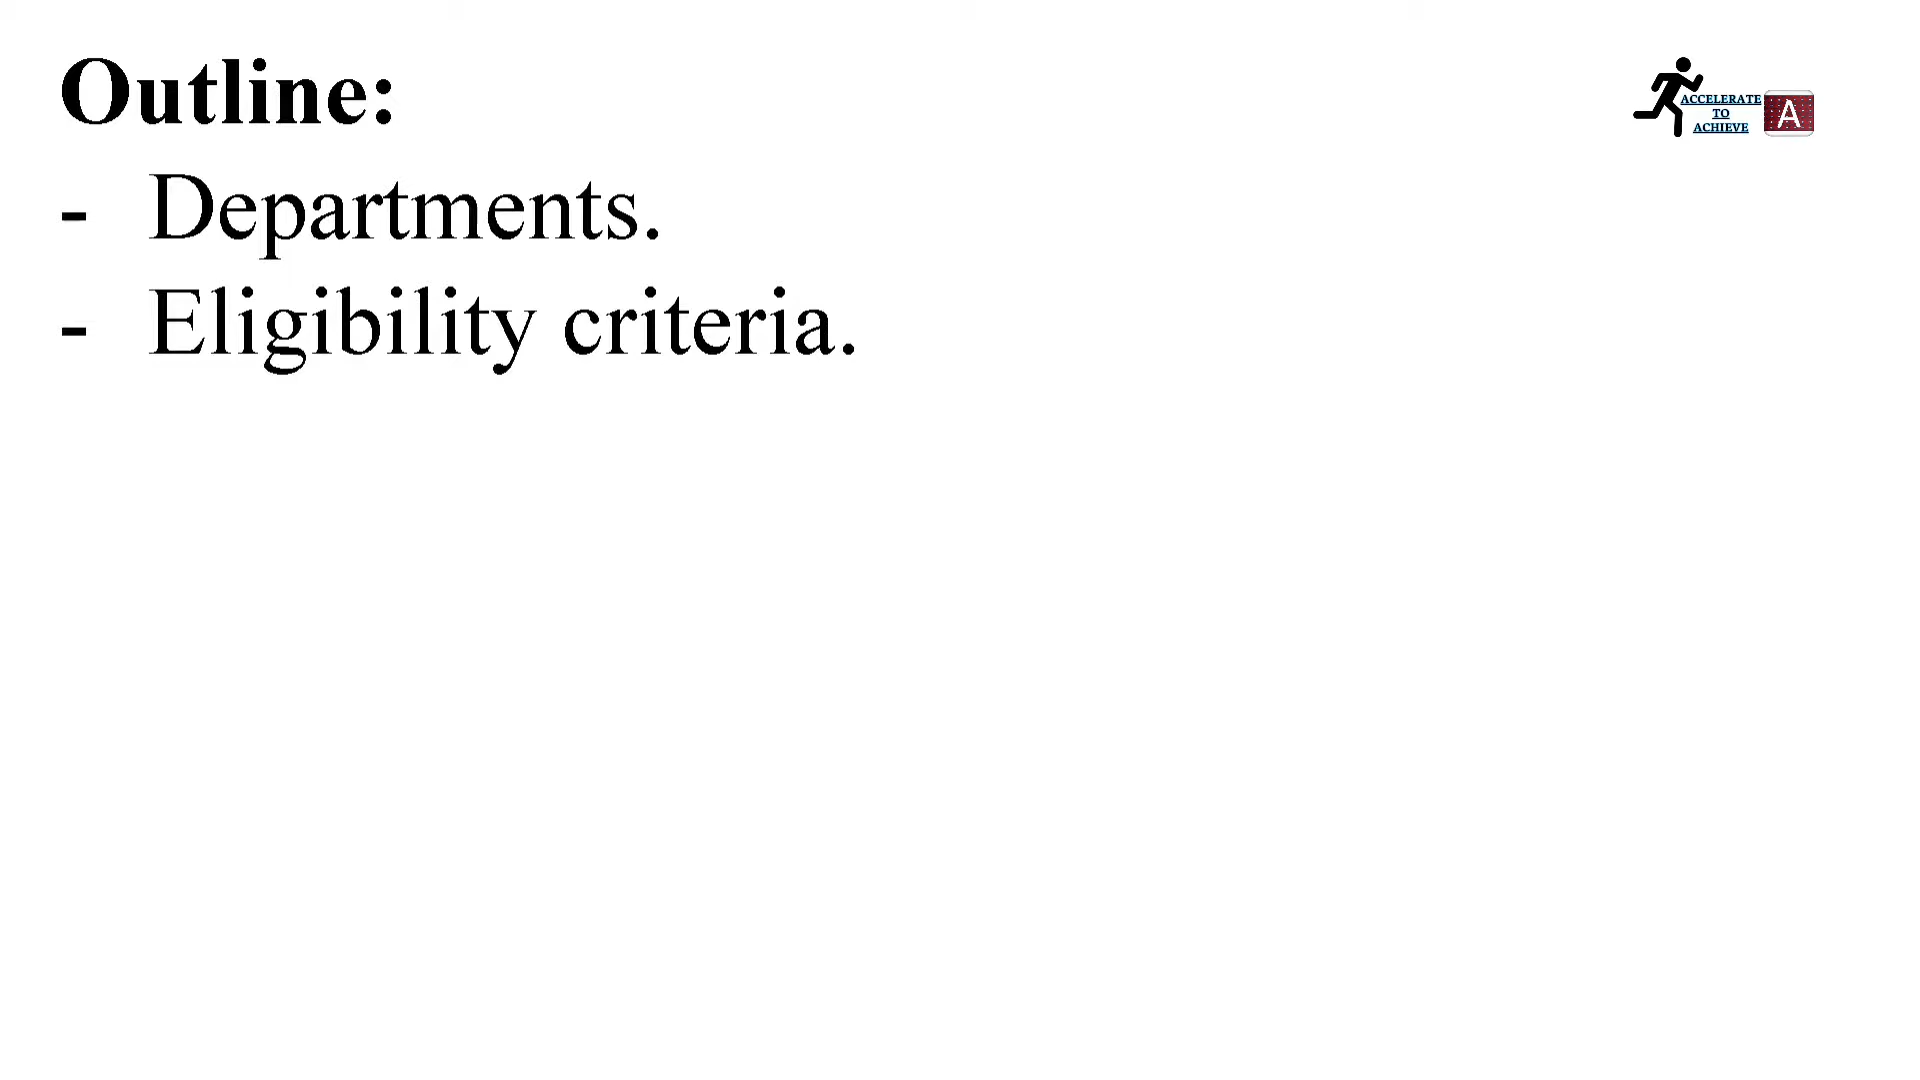 Outline:
- Departments.
- Eligibility criteria.
ACCELERATE
TO
ACHIEVE
A